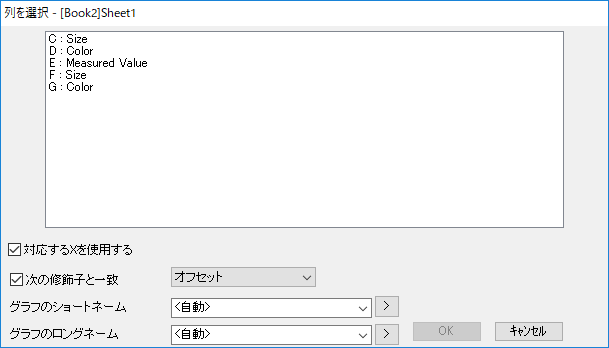 列を選択 - [Book2]Sheet1
C : Size
D : Color
E : Measured Value
F : Size
G : Color
対応するXを使用する
次の修飾子と一致 オフセット
グラフのショートネーム <自動> >
グラフのロングネーム <自動> > OK キャンセル